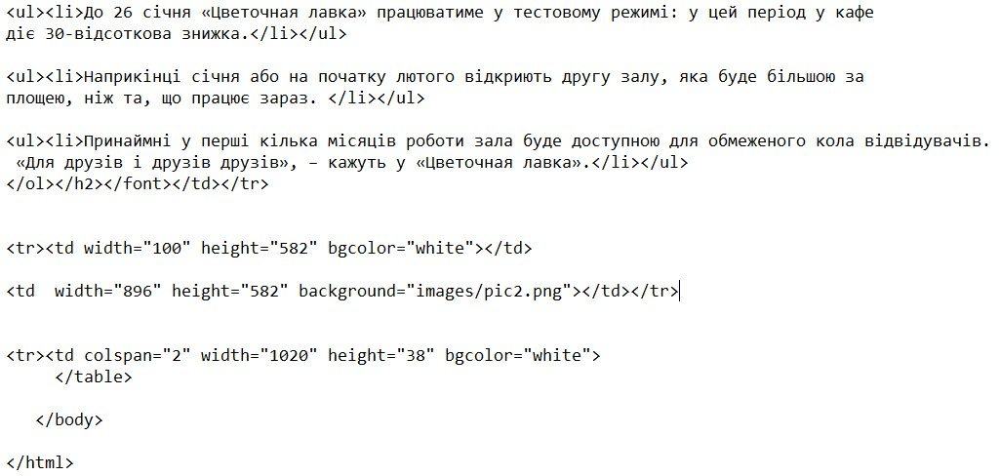 <ul><li>До 26 січня «Цветочная лавка» працюватиме у тестовому режимі: у цей період у кафе
діє 30-відсоткова знижка.</li></ul>
<ul><li>Наприкінці січня або на початку лютого відкриють другу залу, яка буде більшою за
площею, ніж та, що працює зараз. </li></ul>
<ul><li>Принаймні у перші кілька місяців роботи зала буде доступною для обмеженого кола відвідувачів.
«Для друзів і друзів друзів», – кажуть у «Цветочная лавка».</li></ul>
</ol></h2></font></td></tr>
<tr><td width="100" height="582" bgcolor="white"></td>
<td  width="896" height="582" background="images/pic2.png"></td></tr>
<tr><td colspan="2" width="1020" height="38" bgcolor="white">
</table>
</body>
</html>